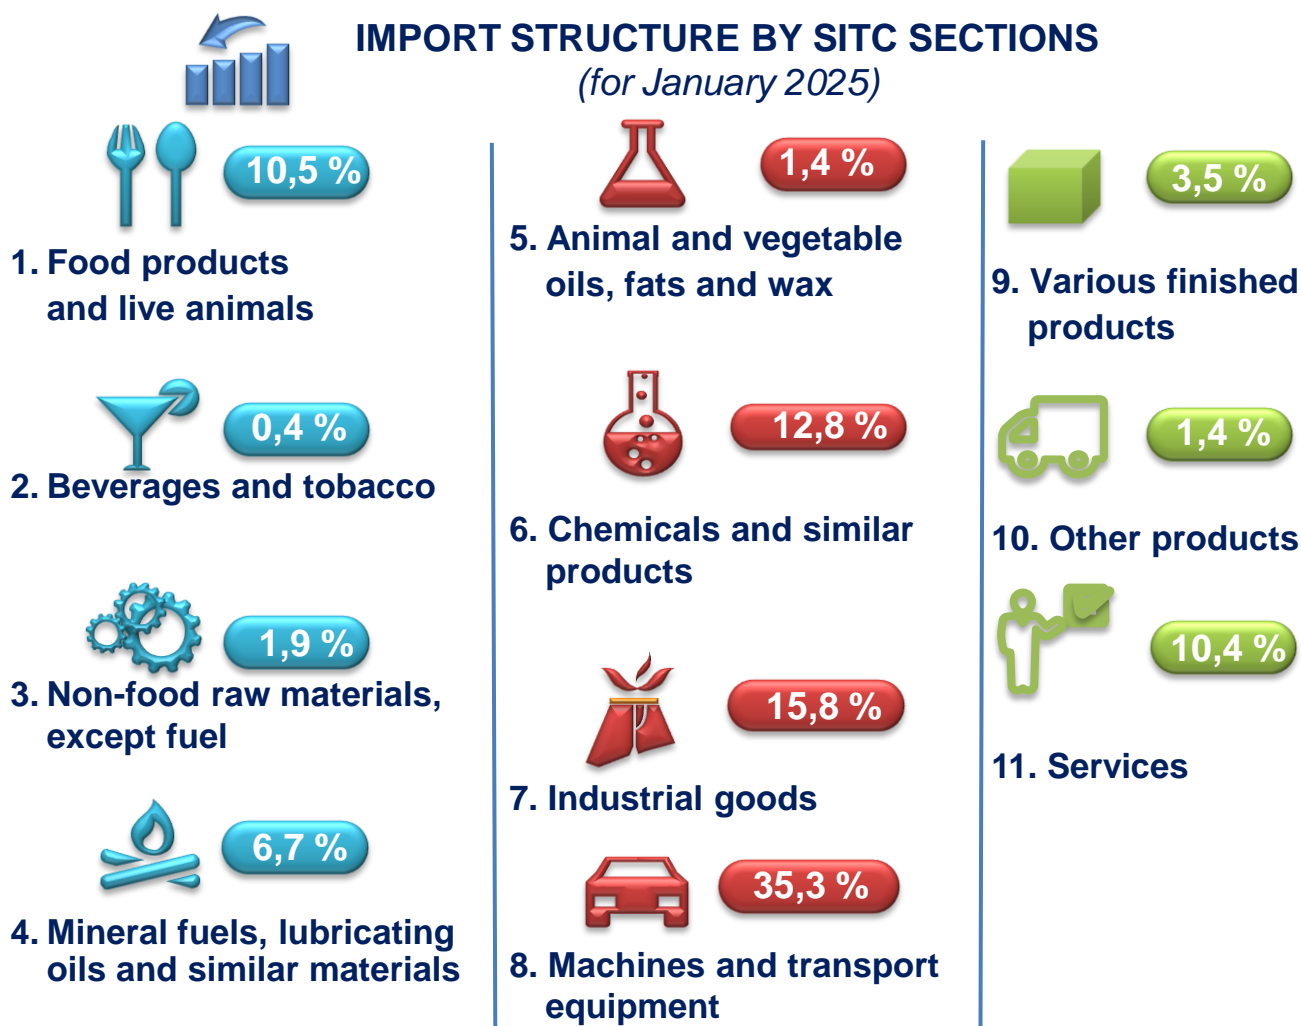 IMPORT STRUCTURE BY SITC SECTIONS
(for January 2025)
10,5 %
1. Food products
and live animals
0,4 %
2. Beverages and tobacco
1,9 %
3. Non-food raw materials,
except fuel
6,7 %
4. Mineral fuels, lubricating
oils and similar materials
1,4 %
5. Animal and vegetable
oils, fats and wax
12,8 %
6. Chemicals and similar
products
15,8 %
7. Industrial goods
35,3 %
8. Machines and transport
equipment
3,5 %
9. Various finished
products
1,4 %
10. Other products
10,4 %
11. Services